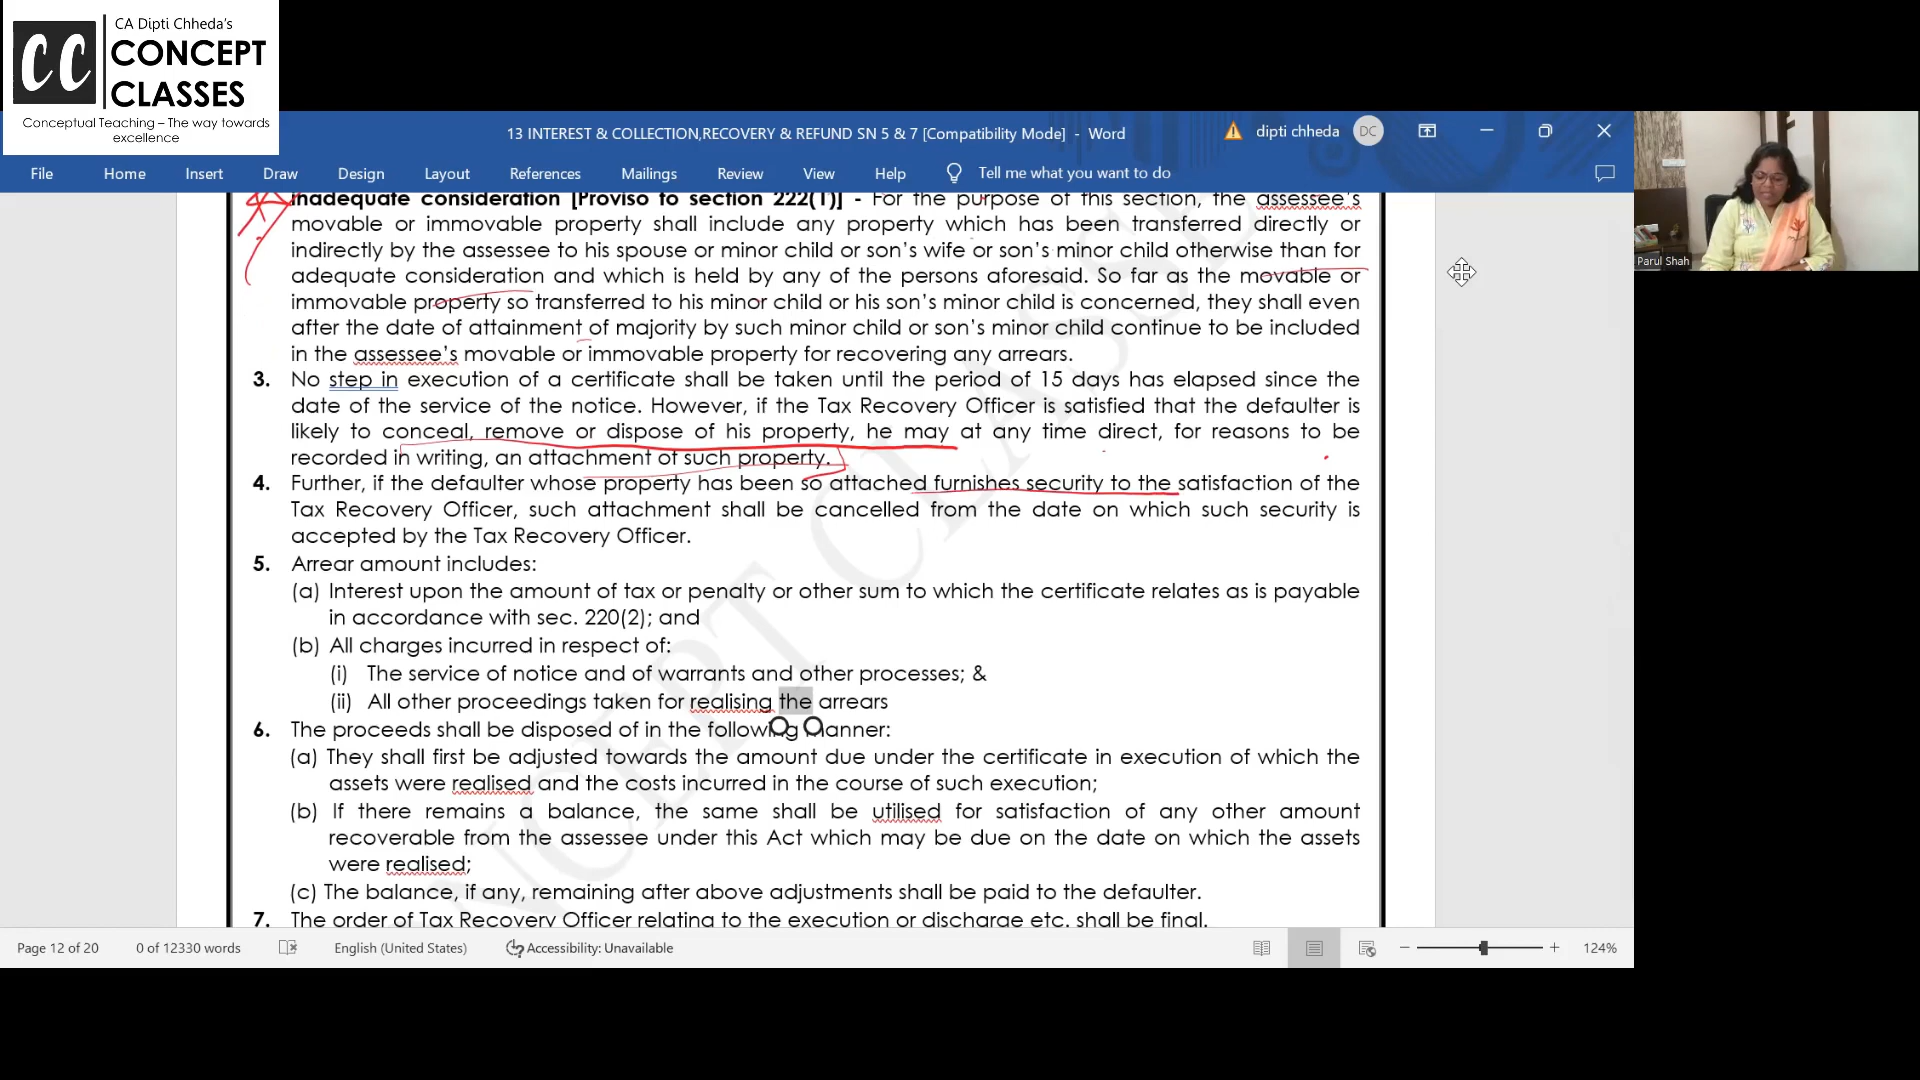 CA Dipti Chheda's
CC
CONCEPT
CLASSES
Conceptual Teaching – The way towards
excellence
13 INTEREST & COLLECTION,RECOVERY & REFUND SN 5 & 7 [Compatibility Mode] - Word
dipti chheda
DC
File Home Insert Draw Design Layout References Mailings Review View Help Tell me what you want to do
Parul Shah
inadequate consideration [Proviso to section 222(1)] - For the purpose of this section, the assessee's
movable or immovable property shall include any property which has been transferred directly or
indirectly by the assessee to his spouse or minor child or son's wife or son's minor child otherwise than for
adequate consideration and which is held by any of the persons aforesaid. So far as the movable or
immovable property so transferred to his minor child or his son's minor child is concerned, they shall even
after the date of attainment of majority by such minor child or son's minor child continue to be included
in the assessee's movable or immovable property for recovering any arrears.
3. No step in execution of a certificate shall be taken until the period of 15 days has elapsed since the
date of the service of the notice. However, if the Tax Recovery Officer is satisfied that the defaulter is
likely to conceal, remove or dispose of his property, he may at any time direct, for reasons to be
recorded in writing, an attachment of such property.
4. Further, if the defaulter whose property has been so attached furnishes security to the satisfaction of the
Tax Recovery Officer, such attachment shall be cancelled from the date on which such security is
accepted by the Tax Recovery Officer.
5. Arrear amount includes:
(a) Interest upon the amount of tax or penalty or other sum to which the certificate relates as is payable
in accordance with sec. 220(2); and
(b) All charges incurred in respect of:
(i) The service of notice and of warrants and other processes; &
(ii) All other proceedings taken for realising the arrears
6. The proceeds shall be disposed of in the following manner:
(a) They shall first be adjusted towards the amount due under the certificate in execution of which the
assets were realised and the costs incurred in the course of such execution;
(b) If there remains a balance, the same shall be utilised for satisfaction of any other amount
recoverable from the assessee under this Act which may be due on the date on which the assets
were realised;
(c) The balance, if any, remaining after above adjustments shall be paid to the defaulter.
7. The order of Tax Recovery Officer relating to the execution or discharge etc. shall be final.
Page 12 of 20 0 of 12330 words English (United States) Accessibility: Unavailable 124%